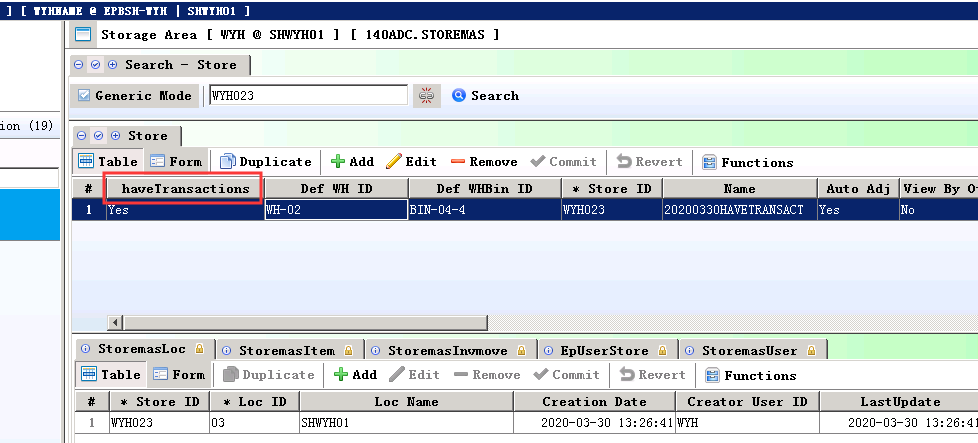 ] [ WYHNAME @ EPBSH-WYH | SHWYH01 ]
Storage Area [ WYH @ SHWYH01 ] [ 140ADC.STOREMAS ]
Search - Store
Generic Mode WYH023 Search
ion (19)
Store
Table Form Duplicate Add Edit Remove Commit Revert Functions
# haveTransactions Def WH ID Def WHBin ID * Store ID Name Auto Adj View By O
1 Yes WH-02 BIN-04-4 WYH023 20200330HAVETRANSACT Yes No
StoremasLoc StoremasItem StoremasInvmove EpUserStore StoremasUser
Table Form Duplicate Add Edit Remove Commit Revert Functions
# * Store ID * Loc ID Loc Name Creation Date Creator User ID LastUpdate
1 WYH023 03 SHWYH01 2020-03-30 13:26:41 WYH 2020-03-30 13:26:41